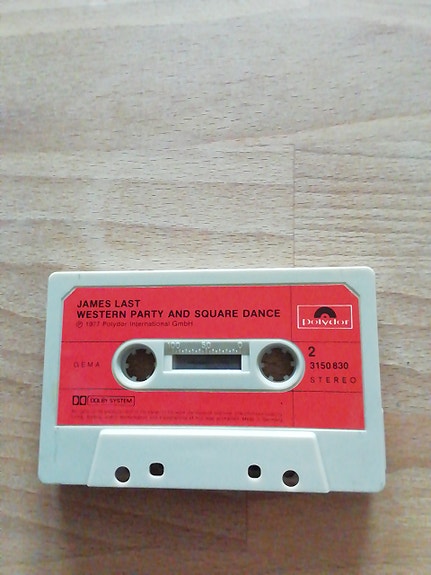 JAMES LAST
WESTERN PARTY AND SQUARE DANCE
℗ 1977 Polydor International GmbH
Polydor
GEMA
2
3150 830
STEREO
DOLBY SYSTEM